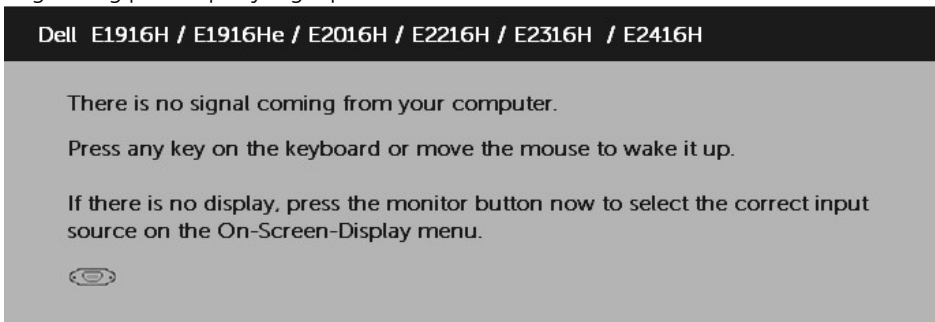 Dell E1916H / E1916He / E2016H / E2216H / E2316H / E2416H
There is no signal coming from your computer.
Press any key on the keyboard or move the mouse to wake it up.
If there is no display, press the monitor button now to select the correct input
source on the On-Screen-Display menu.